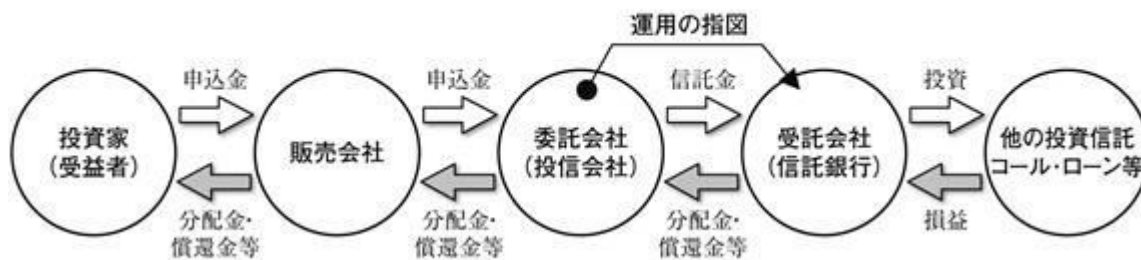 運用の指図
申込金
申込金
信託金
投資
投資家
(受益者)
販売会社
委託会社
(投信会社)
受託会社
(信託銀行)
他の投資信託
コール・ローン等
分配金・
償還金等
分配金・
償還金等
分配金・
償還金等
損益